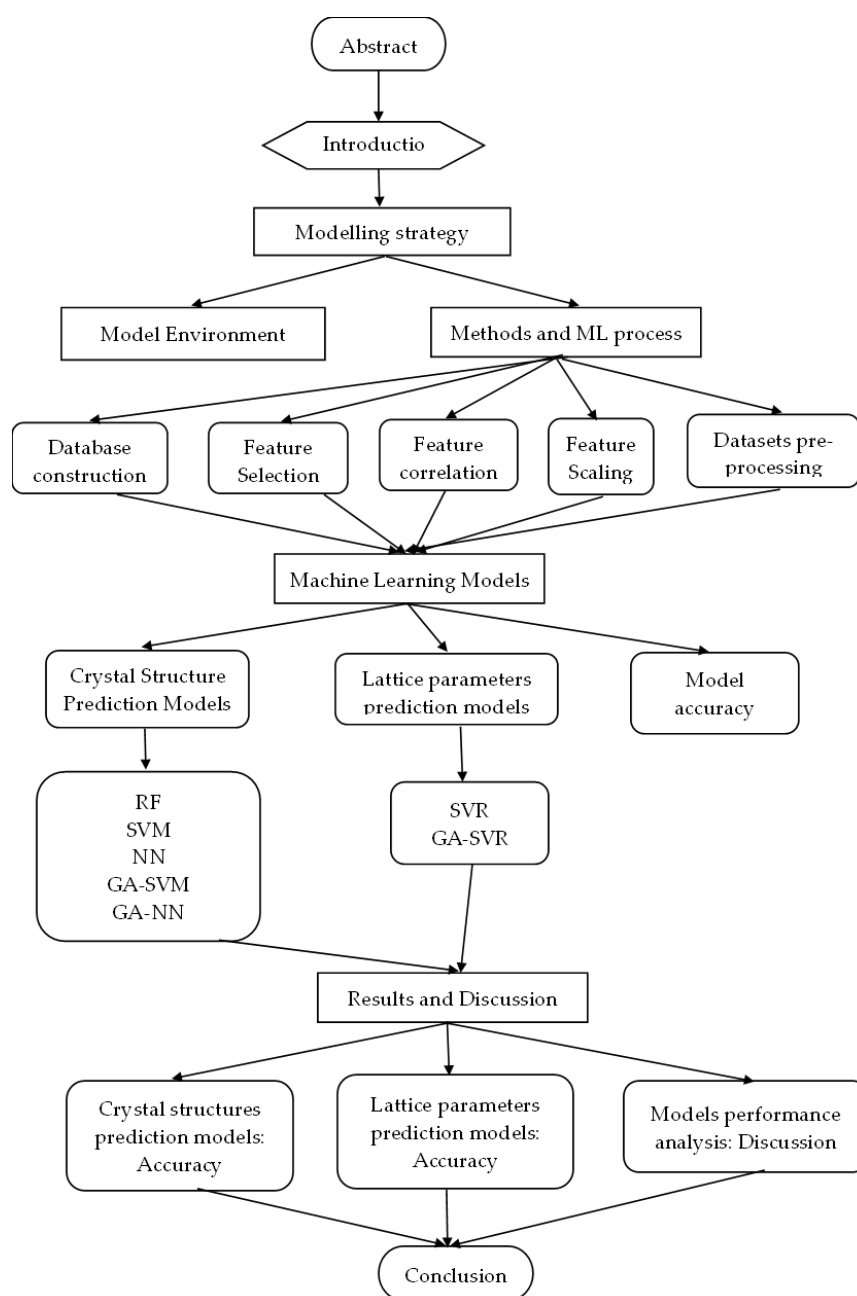 Abstract
Introductio
Modelling strategy
Model Environment
Methods and ML process
Database
construction
Feature
Selection
Feature
correlation
Feature
Scaling
Datasets pre-
processing
Machine Learning Models
Crystal Structure
Prediction Models
Lattice parameters
prediction models
Model
accuracy
RF
SVM
NN
GA-SVM
GA-NN
SVR
GA-SVR
Results and Discussion
Crystal structures
prediction models:
Accuracy
Lattice parameters
prediction models:
Accuracy
Models performance
analysis: Discussion
Conclusion